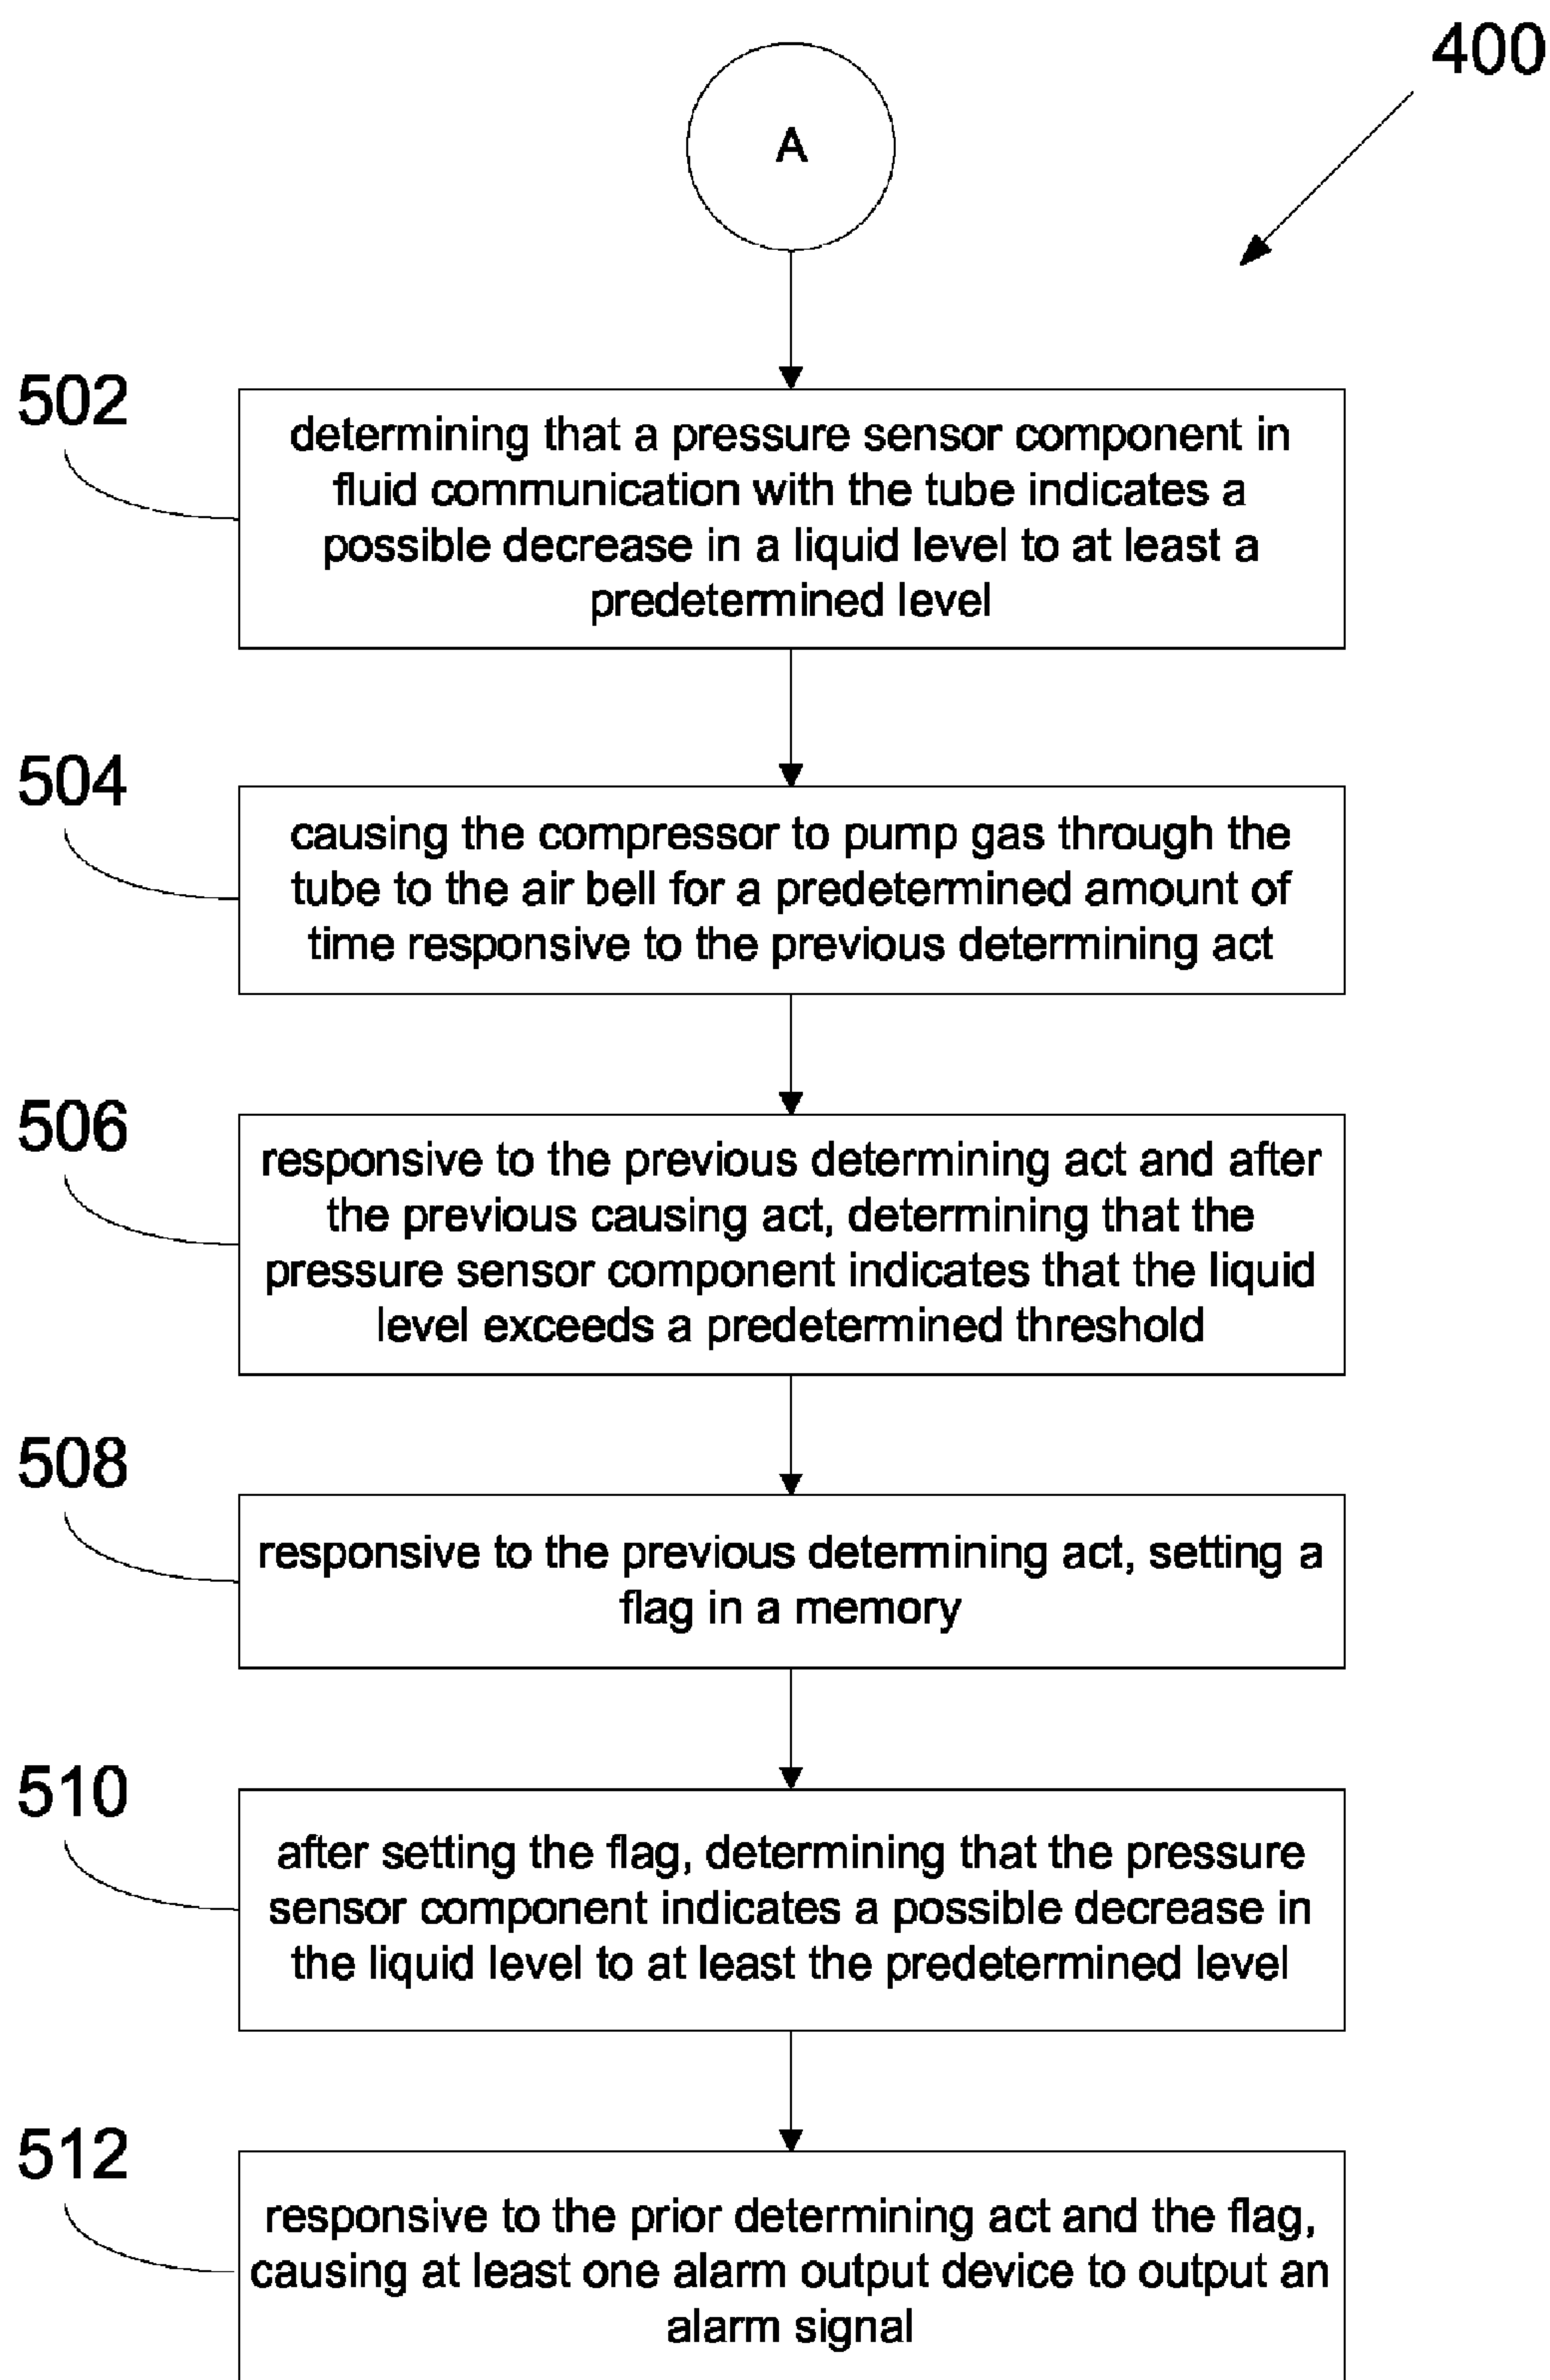 400
A
502
determining that a pressure sensor component in
fluid communication with the tube indicates a
possible decrease in a liquid level to at least a
predetermined level
504
causing the compressor to pump gas through the
tube to the air bell for a predetermined amount of
time responsive to the previous determining act
506
responsive to the previous determining act and after
the previous causing act, determining that the
pressure sensor component indicates that the liquid
level exceeds a predetermined threshold
508
responsive to the previous determining act, setting a
flag in a memory
510
after setting the flag, determining that the pressure
sensor component indicates a possible decrease in
the liquid level to at least the predetermined level
512
responsive to the prior determining act and the flag,
causing at least one alarm output device to output an
alarm signal